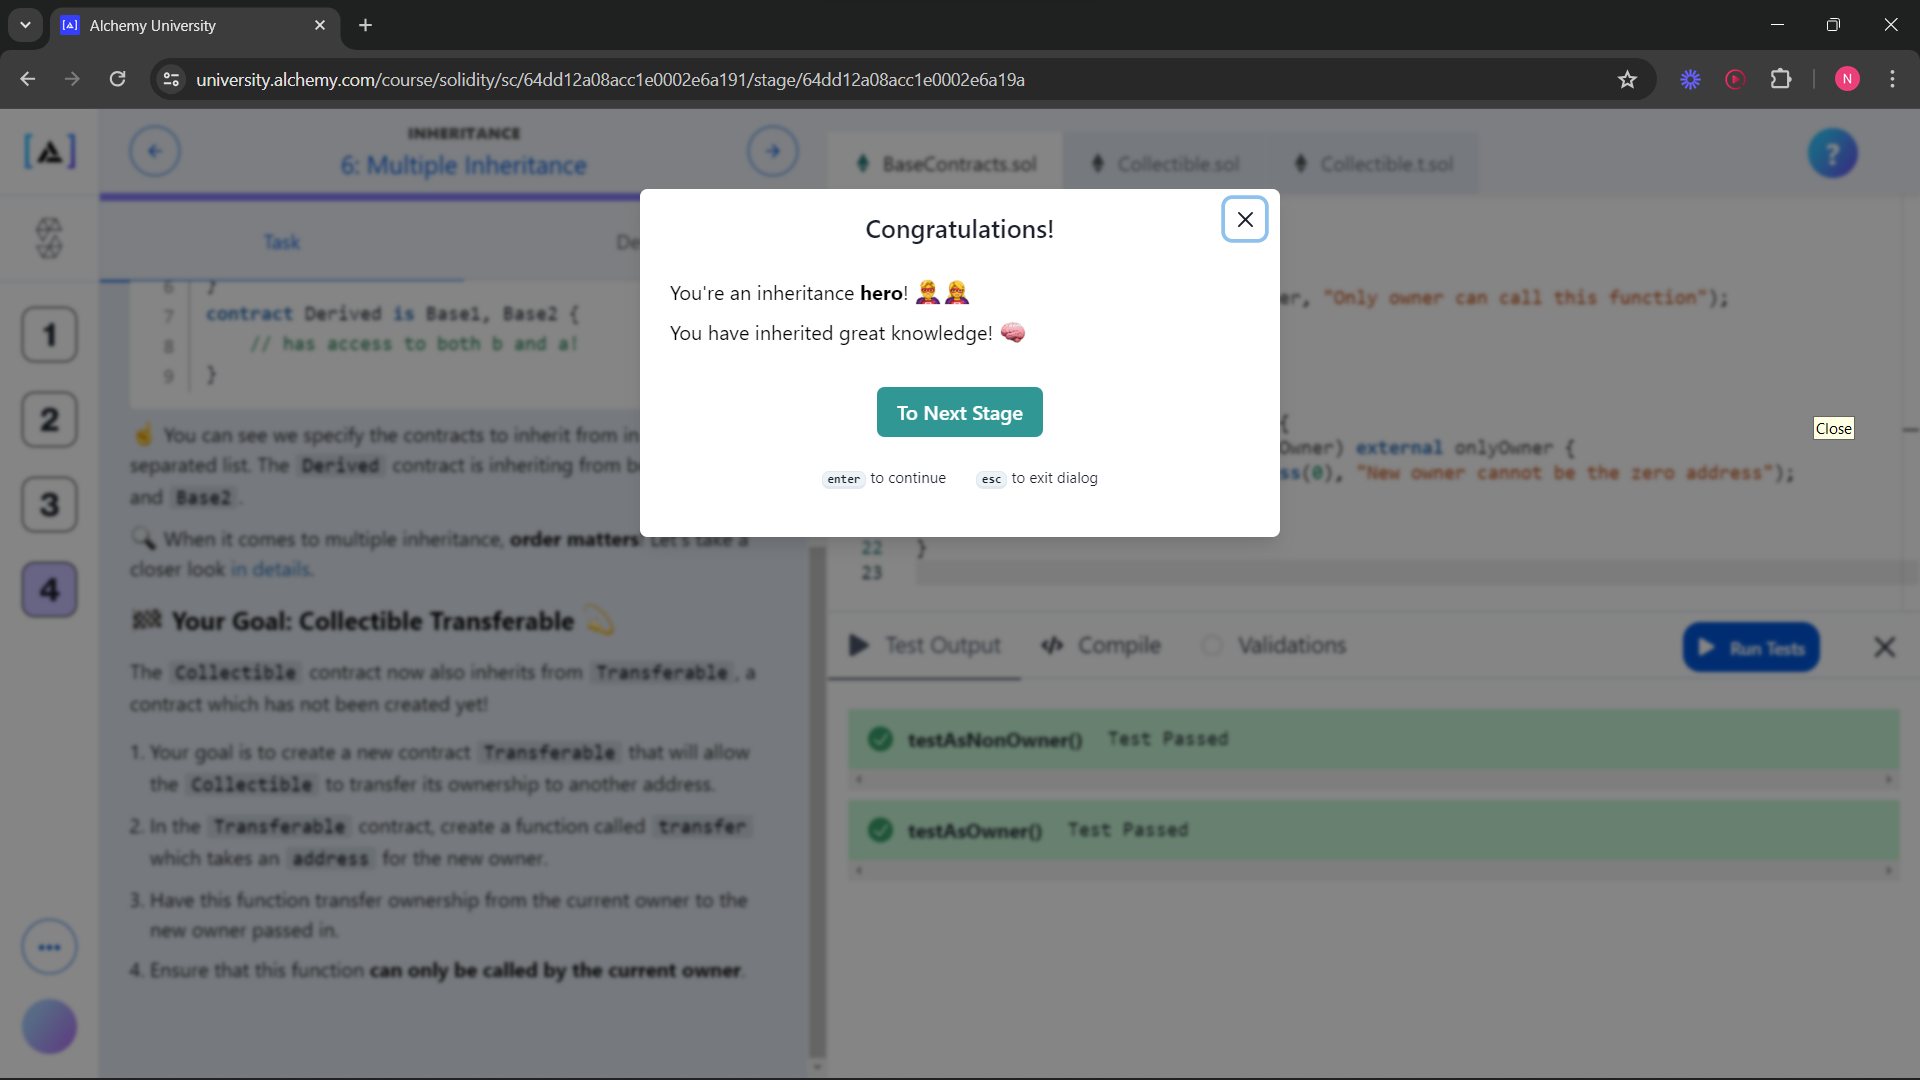 Alchemy University
university.alchemy.com/course/solidity/sc/64dd12a08acc1e0002e6a191/stage/64dd12a08acc1e0002e6a19a
N
INHERITANCE
6: Multiple Inheritance
BaseContracts.sol
Collectible.sol
Collectible.t.sol
?
Task
De
1
2
3
4
6 }
7 contract Derived is Base1, Base2 {
8 // has access to both b and a!
9 }
☝ You can see we specify the contracts to inherit from in
separated list. The Derived contract is inheriting from b
and Base2.
🔍 When it comes to multiple inheritance, order matters! Let's take a
closer look in details.
🏁 Your Goal: Collectible Transferable 💫
The Collectible contract now also inherits from Transferable, a
contract which has not been created yet!
1. Your goal is to create a new contract Transferable that will allow
the Collectible to transfer its ownership to another address.
2. In the Transferable contract, create a function called transfer
which takes an address for the new owner.
3. Have this function transfer ownership from the current owner to the
new owner passed in.
4. Ensure that this function can only be called by the current owner.
Congratulations!
You're an inheritance hero! 🦸🦸‍♀️
You have inherited great knowledge! 🧠
To Next Stage
enter to continue
esc to exit dialog
er, "Only owner can call this function");
{
Owner) external onlyOwner {
ss(0), "New owner cannot be the zero address");
22 }
23
Close
Test Output
Compile
Validations
Run Tests
testAsNonOwner() Test Passed
testAsOwner() Test Passed